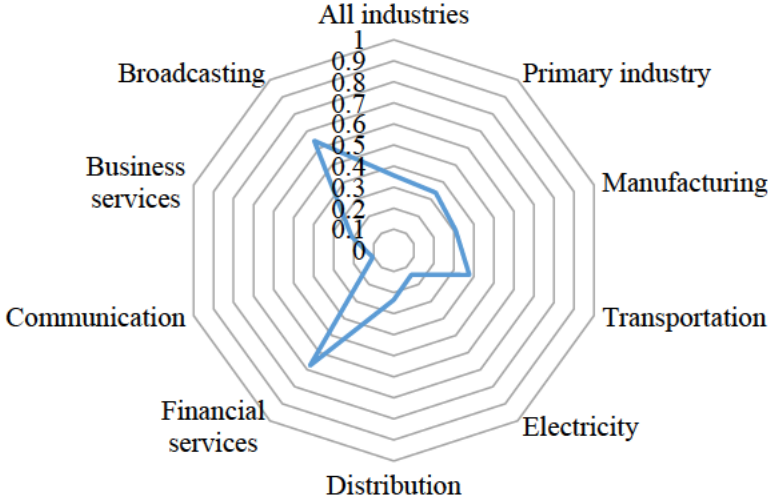 All industries
1
0.9
0.8
0.7
0.6
0.5
0.4
0.3
0.2
0.1
0
Primary industry
Manufacturing
Transportation
Electricity
Distribution
Financial
services
Communication
Business
services
Broadcasting